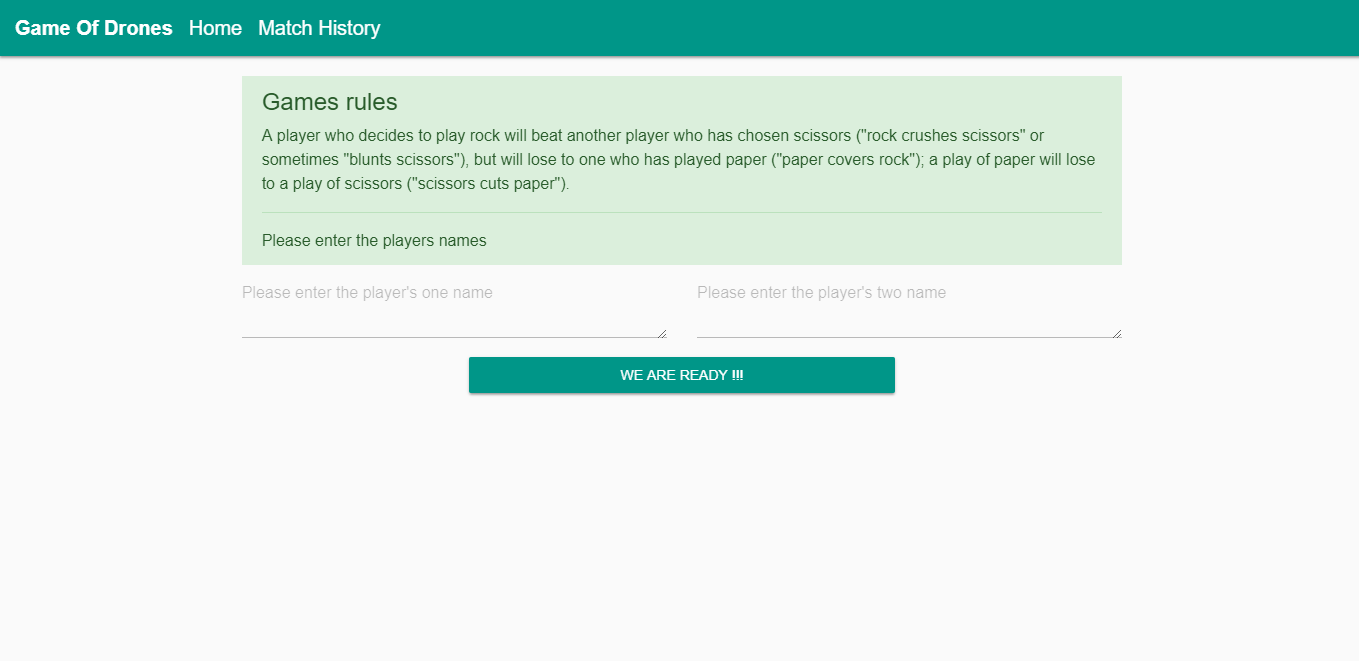 Game Of Drones Home Match History
Games rules
A player who decides to play rock will beat another player who has chosen scissors ("rock crushes scissors" or
sometimes "blunts scissors"), but will lose to one who has played paper ("paper covers rock"); a play of paper will lose
to a play of scissors ("scissors cuts paper").
Please enter the players names
Please enter the player's one name
Please enter the player's two name
WE ARE READY !!!